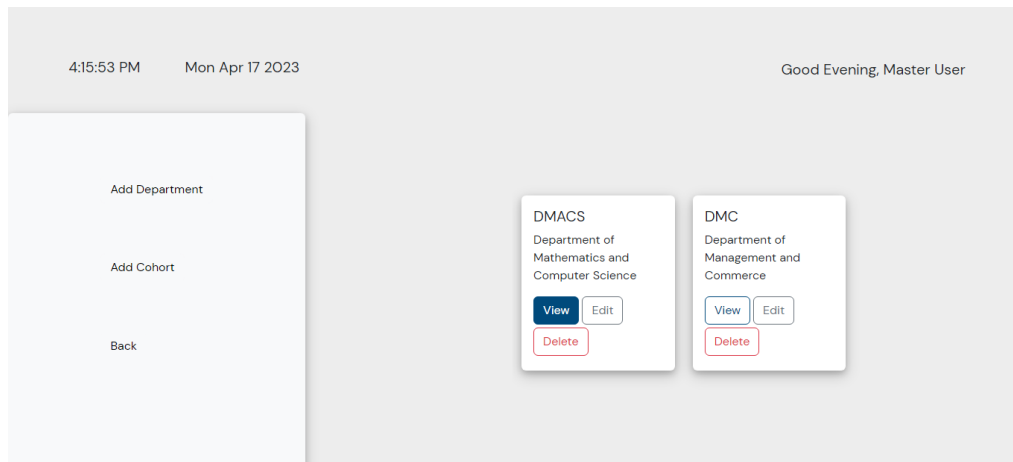 4:15:53 PM Mon Apr 17 2023
Good Evening, Master User
Add Department
Add Cohort
Back
DMACS
Department of
Mathematics and
Computer Science
View Edit
Delete
DMC
Department of
Management and
Commerce
View Edit
Delete